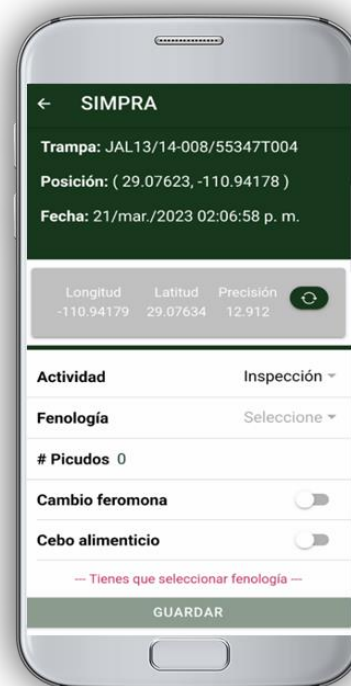 ← SIMPRA
Trampa: JAL13/14-008/55347T004
Posición: ( 29.07623, -110.94178 )
Fecha: 21/mar./2023 02:06:58 p. m.
Longitud Latitud Precisión
-110.94179 29.07634 12.912
Actividad Inspección
Fenología Seleccione
# Picudos 0
Cambio feromona
Cebo alimenticio
--- Tienes que seleccionar fenología ---
GUARDAR